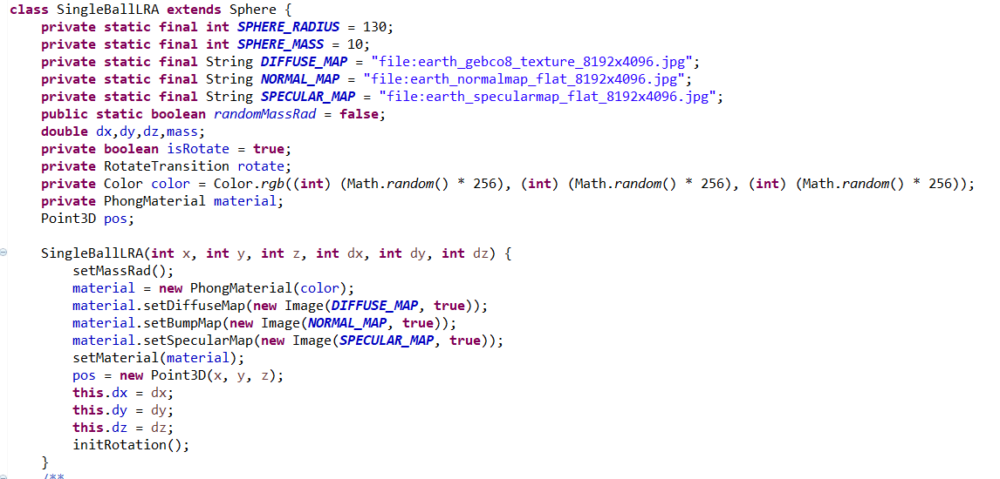 class SingleBallLRA extends Sphere {
    private static final int SPHERE_RADIUS = 130;
    private static final int SPHERE_MASS = 10;
    private static final String DIFFUSE_MAP = "file:earth_gebco8_texture_8192x4096.jpg";
    private static final String NORMAL_MAP = "file:earth_normalmap_flat_8192x4096.jpg";
    private static final String SPECULAR_MAP = "file:earth_specularmap_flat_8192x4096.jpg";
    public static boolean randomMassRad = false;
    double dx,dy,dz,mass;
    private boolean isRotate = true;
    private RotateTransition rotate;
    private Color color = Color.rgb((int) (Math.random() * 256), (int) (Math.random() * 256), (int) (Math.random() * 256));
    private PhongMaterial material;
    Point3D pos;

    SingleBallLRA(int x, int y, int z, int dx, int dy, int dz) {
        setMassRad();
        material = new PhongMaterial(color);
        material.setDiffuseMap(new Image(DIFFUSE_MAP, true));
        material.setBumpMap(new Image(NORMAL_MAP, true));
        material.setSpecularMap(new Image(SPECULAR_MAP, true));
        setMaterial(material);
        pos = new Point3D(x, y, z);
        this.dx = dx;
        this.dy = dy;
        this.dz = dz;
        initRotation();
    }
    /**